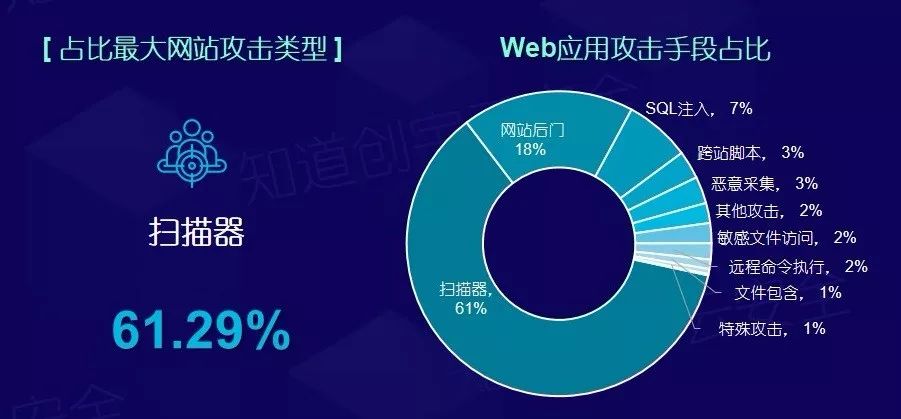 [ 占比最大网站攻击类型 ]
扫描器
61.29%
Web应用攻击手段占比
SQL注入， 7%
网站后门
18%
跨站脚本， 3%
恶意采集， 3%
其他攻击， 2%
敏感文件访问， 2%
远程命令执行， 2%
文件包含， 1%
特殊攻击， 1%
扫描器，
61%
知道创宇